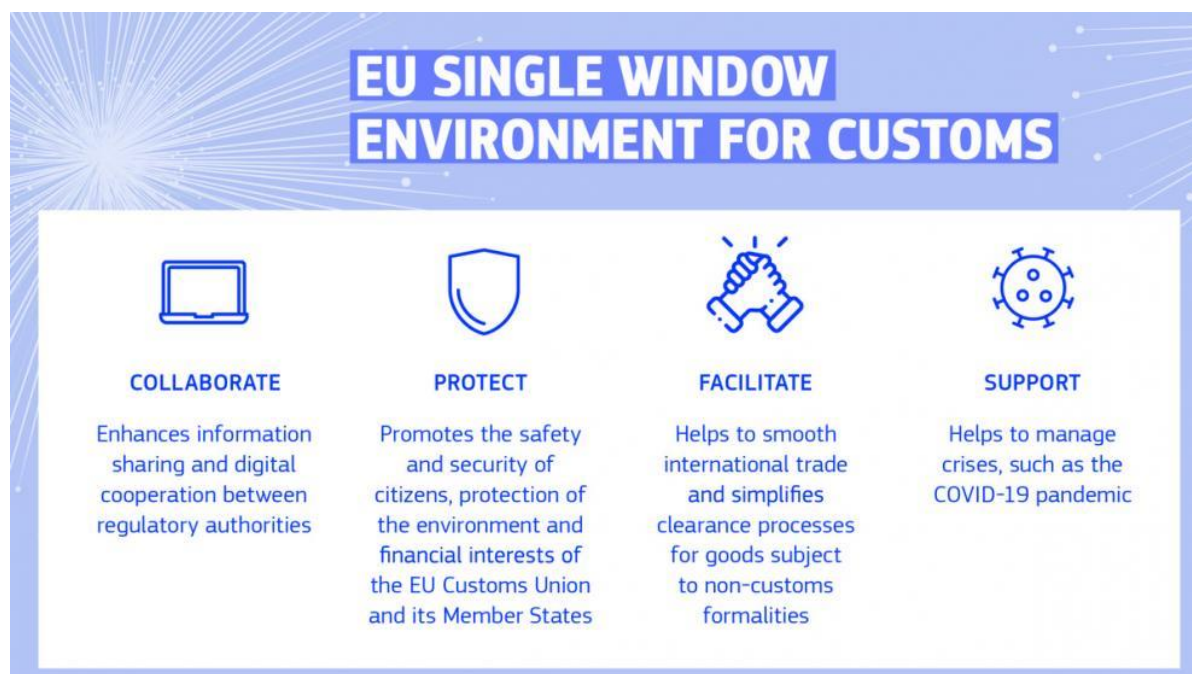 EU SINGLE WINDOW
ENVIRONMENT FOR CUSTOMS
COLLABORATE
Enhances information
sharing and digital
cooperation between
regulatory authorities
PROTECT
Promotes the safety
and security of
citizens, protection of
the environment and
financial interests of
the EU Customs Union
and its Member States
FACILITATE
Helps to smooth
international trade
and simplifies
clearance processes
for goods subject
to non-customs
formalities
SUPPORT
Helps to manage
crises, such as the
COVID-19 pandemic